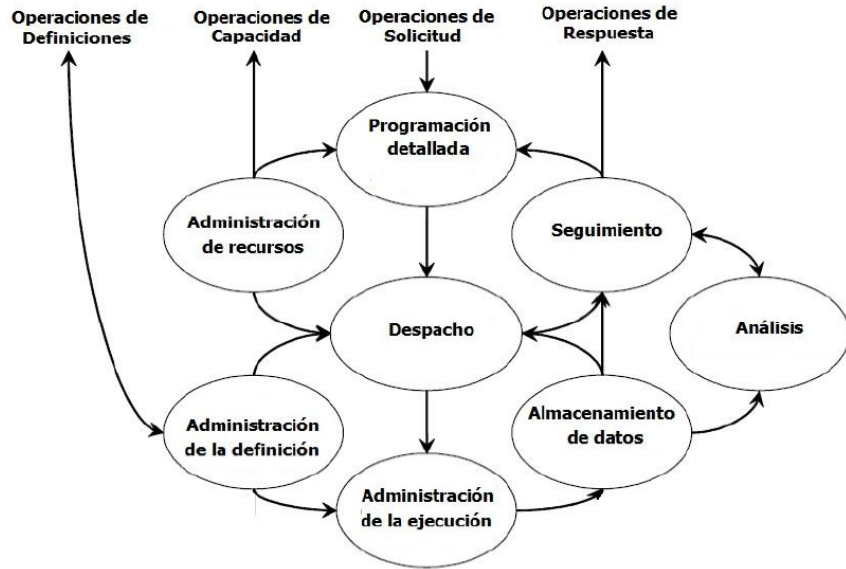 Operaciones de
Definiciones
Operaciones de
Capacidad
Operaciones de
Solicitud
Operaciones de
Respuesta
Programación
detallada
Administración
de recursos
Seguimiento
Despacho
Análisis
Administración
de la definición
Almacenamiento
de datos
Administración
de la ejecución